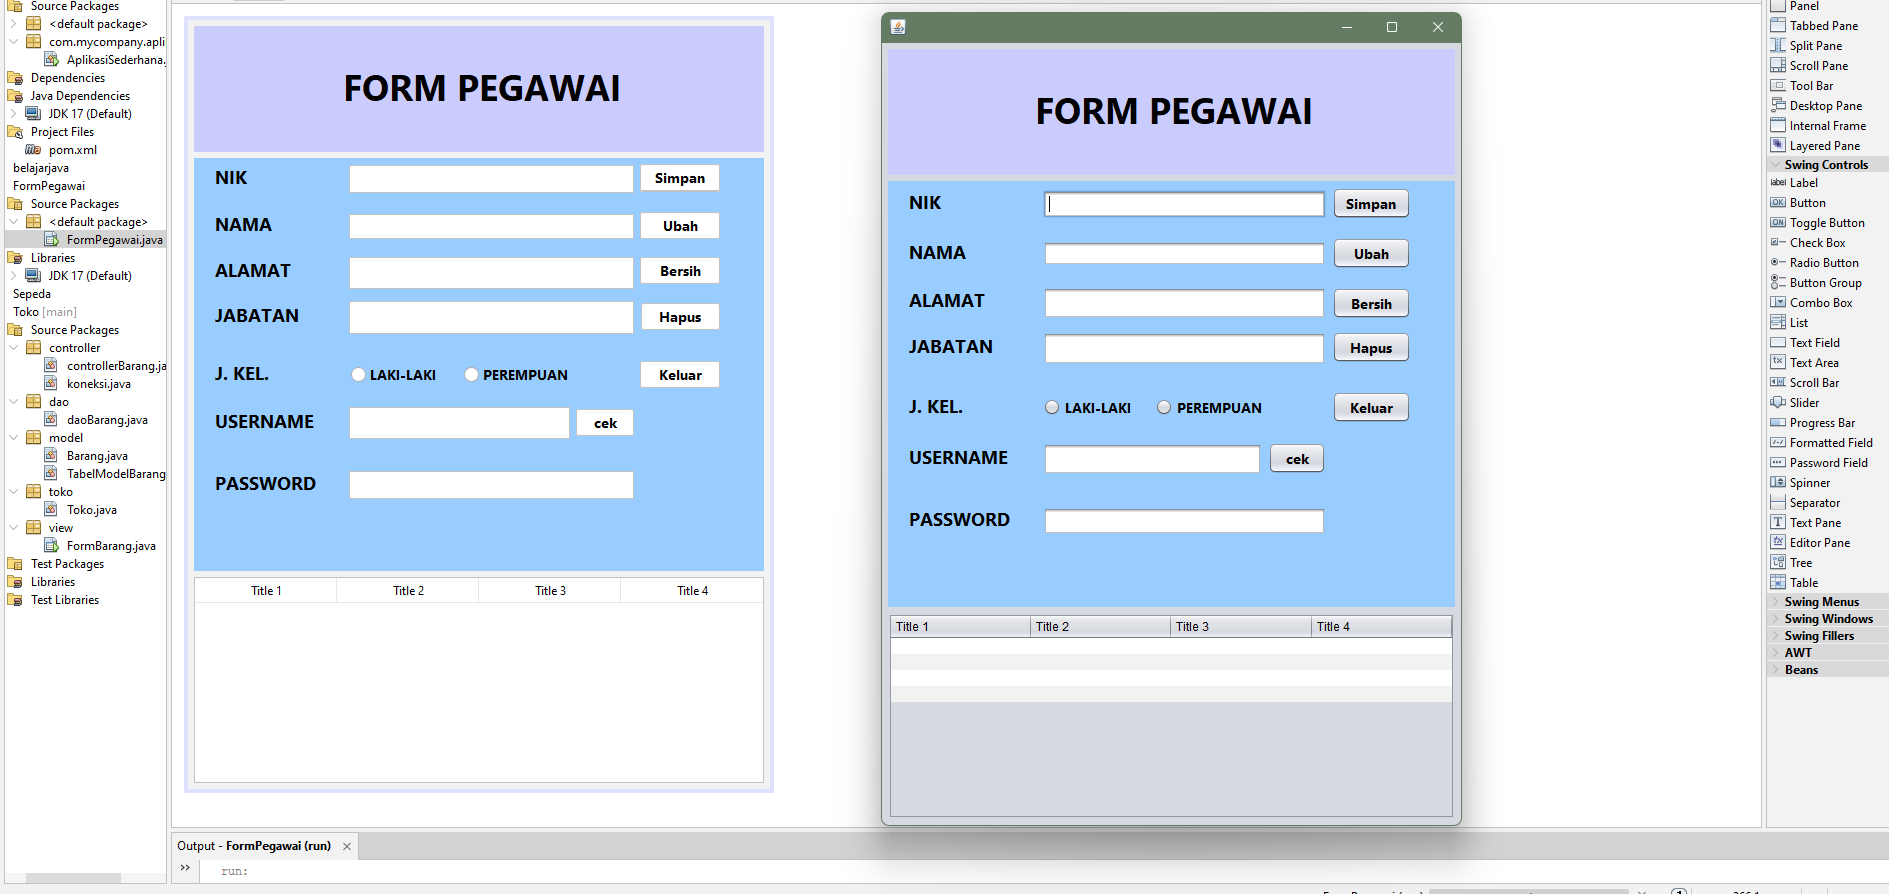 Source Packages
<default package>
com.mycompany.apli
AplikasiSederhana.
Dependencies
Java Dependencies
JDK 17 (Default)
Project Files
pom.xml
belajarjava
FormPegawai
Source Packages
<default package>
FormPegawai.java
Libraries
JDK 17 (Default)
Sepeda
Toko [main]
Source Packages
controller
controllerBarang.ja
koneksi.java
dao
daoBarang.java
model
Barang.java
TabelModelBarang
toko
Toko.java
view
FormBarang.java
Test Packages
Libraries
Test Libraries
FORM PEGAWAI
NIK Simpan
NAMA Ubah
ALAMAT Bersih
JABATAN Hapus
J. KEL. LAKI-LAKI PEREMPUAN Keluar
USERNAME cek
PASSWORD
Title 1 Title 2 Title 3 Title 4
FORM PEGAWAI
NIK Simpan
NAMA Ubah
ALAMAT Bersih
JABATAN Hapus
J. KEL. LAKI-LAKI PEREMPUAN Keluar
USERNAME cek
PASSWORD
Title 1 Title 2 Title 3 Title 4
Panel
Tabbed Pane
Split Pane
Scroll Pane
Tool Bar
Desktop Pane
Internal Frame
Layered Pane
Swing Controls
label Label
OK Button
ON Toggle Button
Check Box
Radio Button
Button Group
Combo Box
List
Text Field
Text Area
Scroll Bar
Slider
Progress Bar
Formatted Field
Password Field
Spinner
Separator
Text Pane
Editor Pane
Tree
Table
Swing Menus
Swing Windows
Swing Fillers
AWT
Beans
Output - FormPegawai (run)
run: